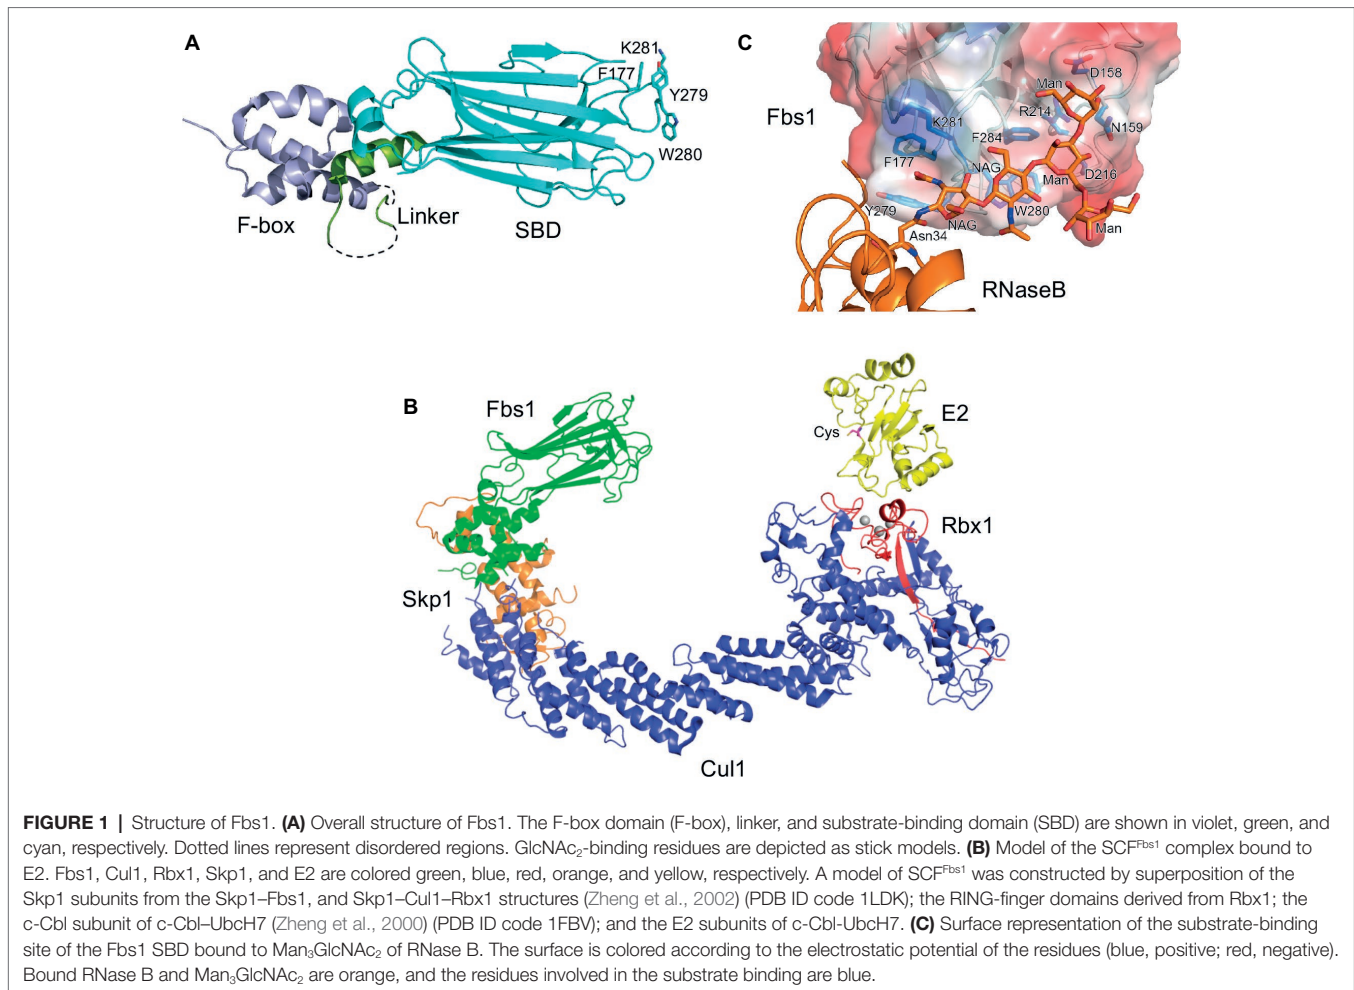 A
K281
F177
Y279
W280
F-box
Linker
SBD
C
Fbs1
D158
Man
R214
K281
N159
F284
F177
NAG
Man
D216
Y279
W280
Asn34
NAG
Man
RNaseB
B
Fbs1
E2
Cys
Rbx1
Skp1
Cul1
FIGURE 1 | Structure of Fbs1. (A) Overall structure of Fbs1. The F-box domain (F-box), linker, and substrate-binding domain (SBD) are shown in violet, green, and
cyan, respectively. Dotted lines represent disordered regions. GlcNAc₂-binding residues are depicted as stick models. (B) Model of the SCFᶠᵇˢ¹ complex bound to
E2. Fbs1, Cul1, Rbx1, Skp1, and E2 are colored green, blue, red, orange, and yellow, respectively. A model of SCFᶠᵇˢ¹ was constructed by superposition of the
Skp1 subunits from the Skp1–Fbs1, and Skp1–Cul1–Rbx1 structures (Zheng et al., 2002) (PDB ID code 1LDK); the RING-finger domains derived from Rbx1; the
c-Cbl subunit of c-Cbl–UbcH7 (Zheng et al., 2000) (PDB ID code 1FBV); and the E2 subunits of c-Cbl-UbcH7. (C) Surface representation of the substrate-binding
site of the Fbs1 SBD bound to Man₃GlcNAc₂ of RNase B. The surface is colored according to the electrostatic potential of the residues (blue, positive; red, negative).
Bound RNase B and Man₃GlcNAc₂ are orange, and the residues involved in the substrate binding are blue.